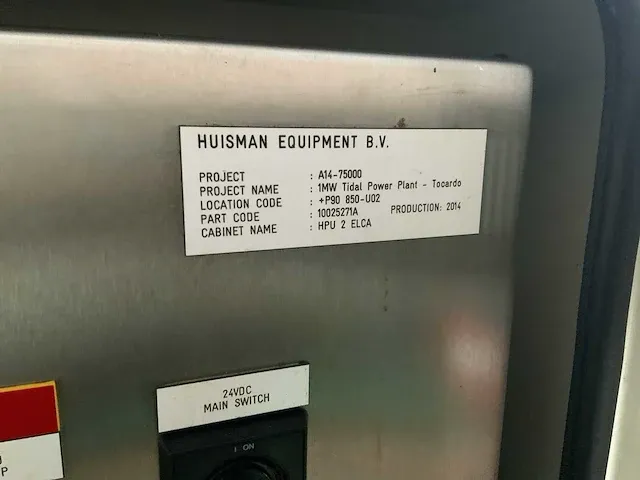 HUISMAN EQUIPMENT B.V.
PROJECT : A14-75000
PROJECT NAME : 1MW Tidal Power Plant - Tocardo
LOCATION CODE : +P90 850-U02
PART CODE : 10025271A PRODUCTION: 2014
CABINET NAME : HPU 2 ELCA
24VDC
MAIN SWITCH
I ON
P